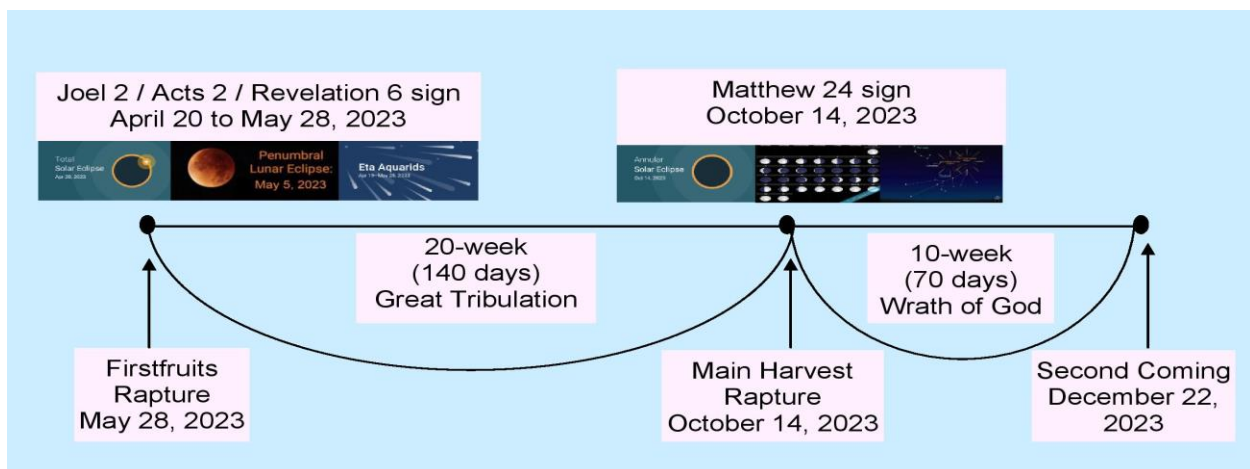 Joel 2 / Acts 2 / Revelation 6 sign
April 20 to May 28, 2023
Total
Solar Eclipse
Apr 20, 2023
Penumbral
Lunar Eclipse:
May 5, 2023
Eta Aquarids
Matthew 24 sign
October 14, 2023
Annular
Solar Eclipse
Oct 14, 2023
20-week
(140 days)
Great Tribulation
10-week
(70 days)
Wrath of God
Firstfruits
Rapture
May 28, 2023
Main Harvest
Rapture
October 14, 2023
Second Coming
December 22,
2023